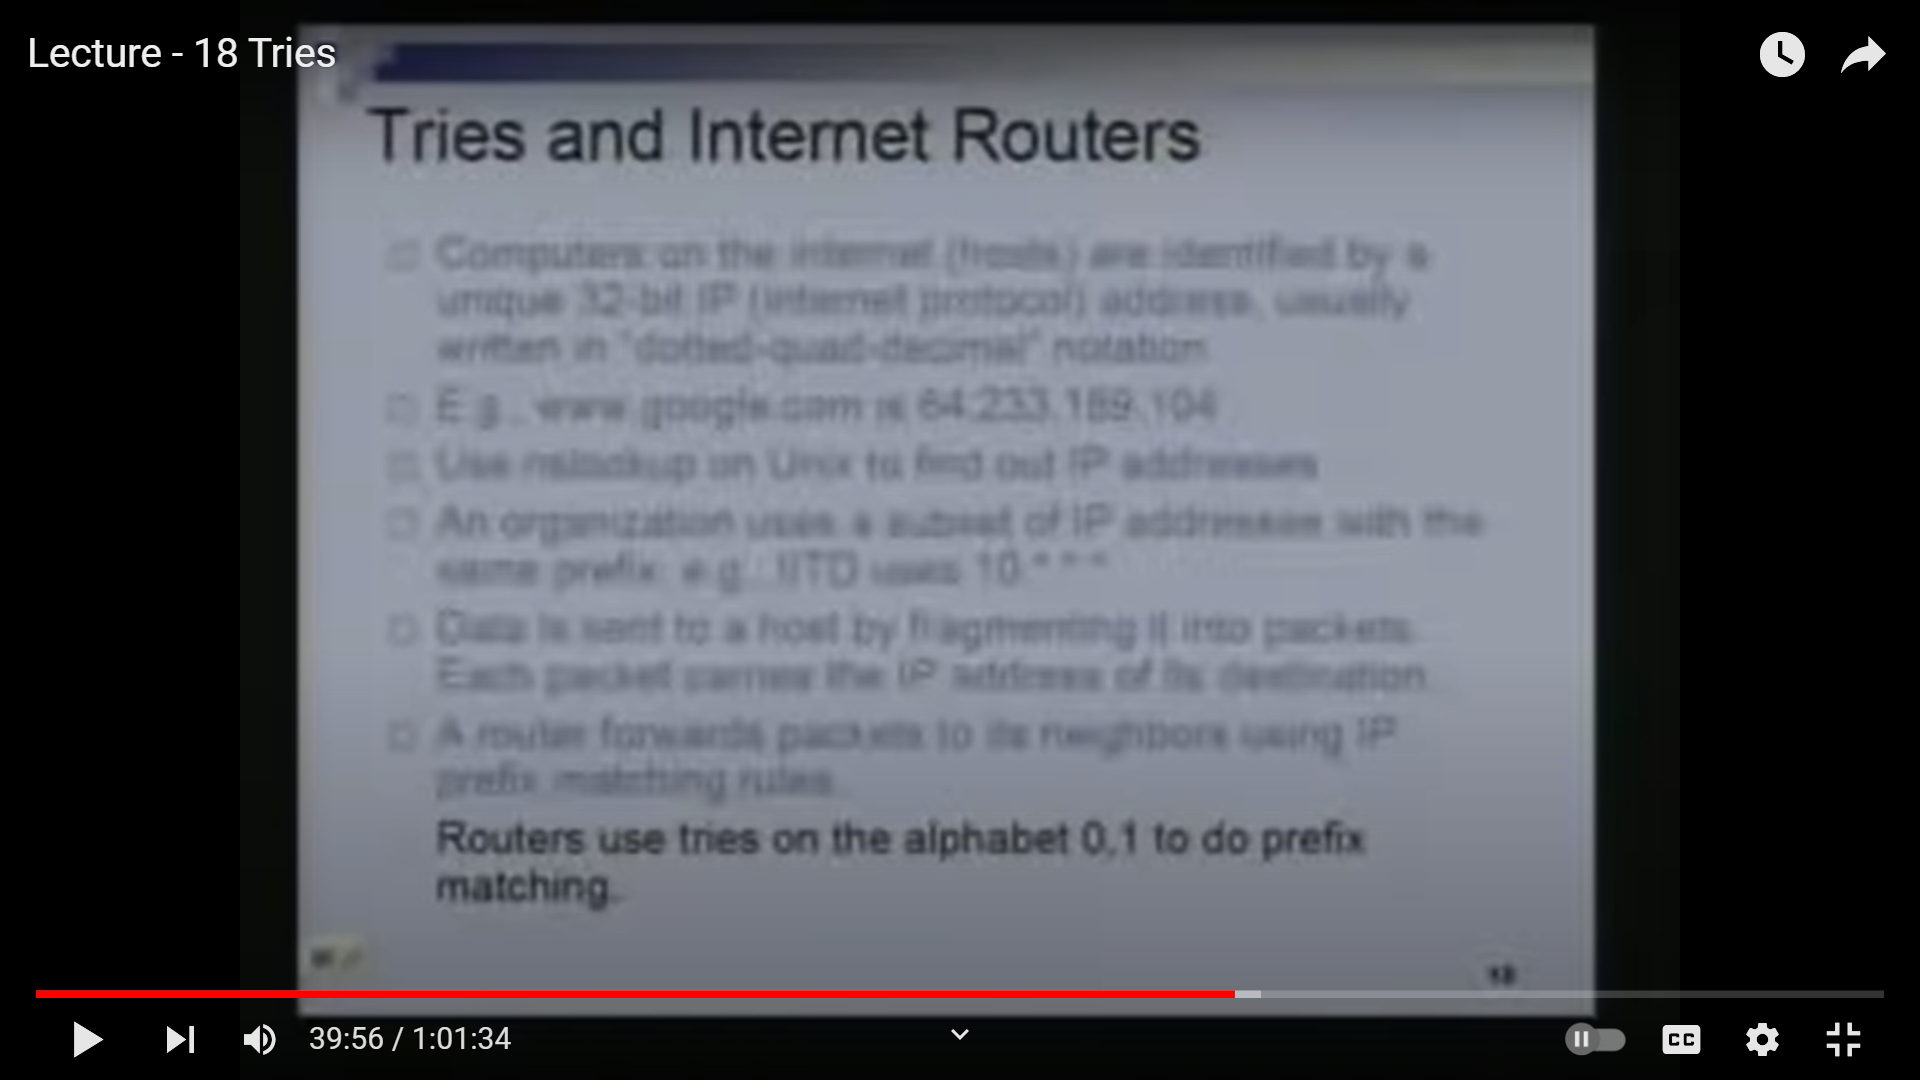 Lecture - 18 Tries
Tries and Internet Routers
Computers on the internet (hosts) are identified by a
unique 32-bit IP (internet protocol) address, usually
written in "dotted-quad-decimal" notation
E.g., www.google.com is 64.233.189.104
Use nslookup on Unix to find out IP addresses
An organization uses a subset of IP addresses with the
same prefix, e.g., IITD uses 10.*.*.*
Data is sent to a host by fragmenting it into packets.
Each packet carries the IP address of its destination.
A router forwards packets to its neighbors using IP
prefix matching rules.
Routers use tries on the alphabet 0,1 to do prefix
matching.
18
39:56 / 1:01:34
CC